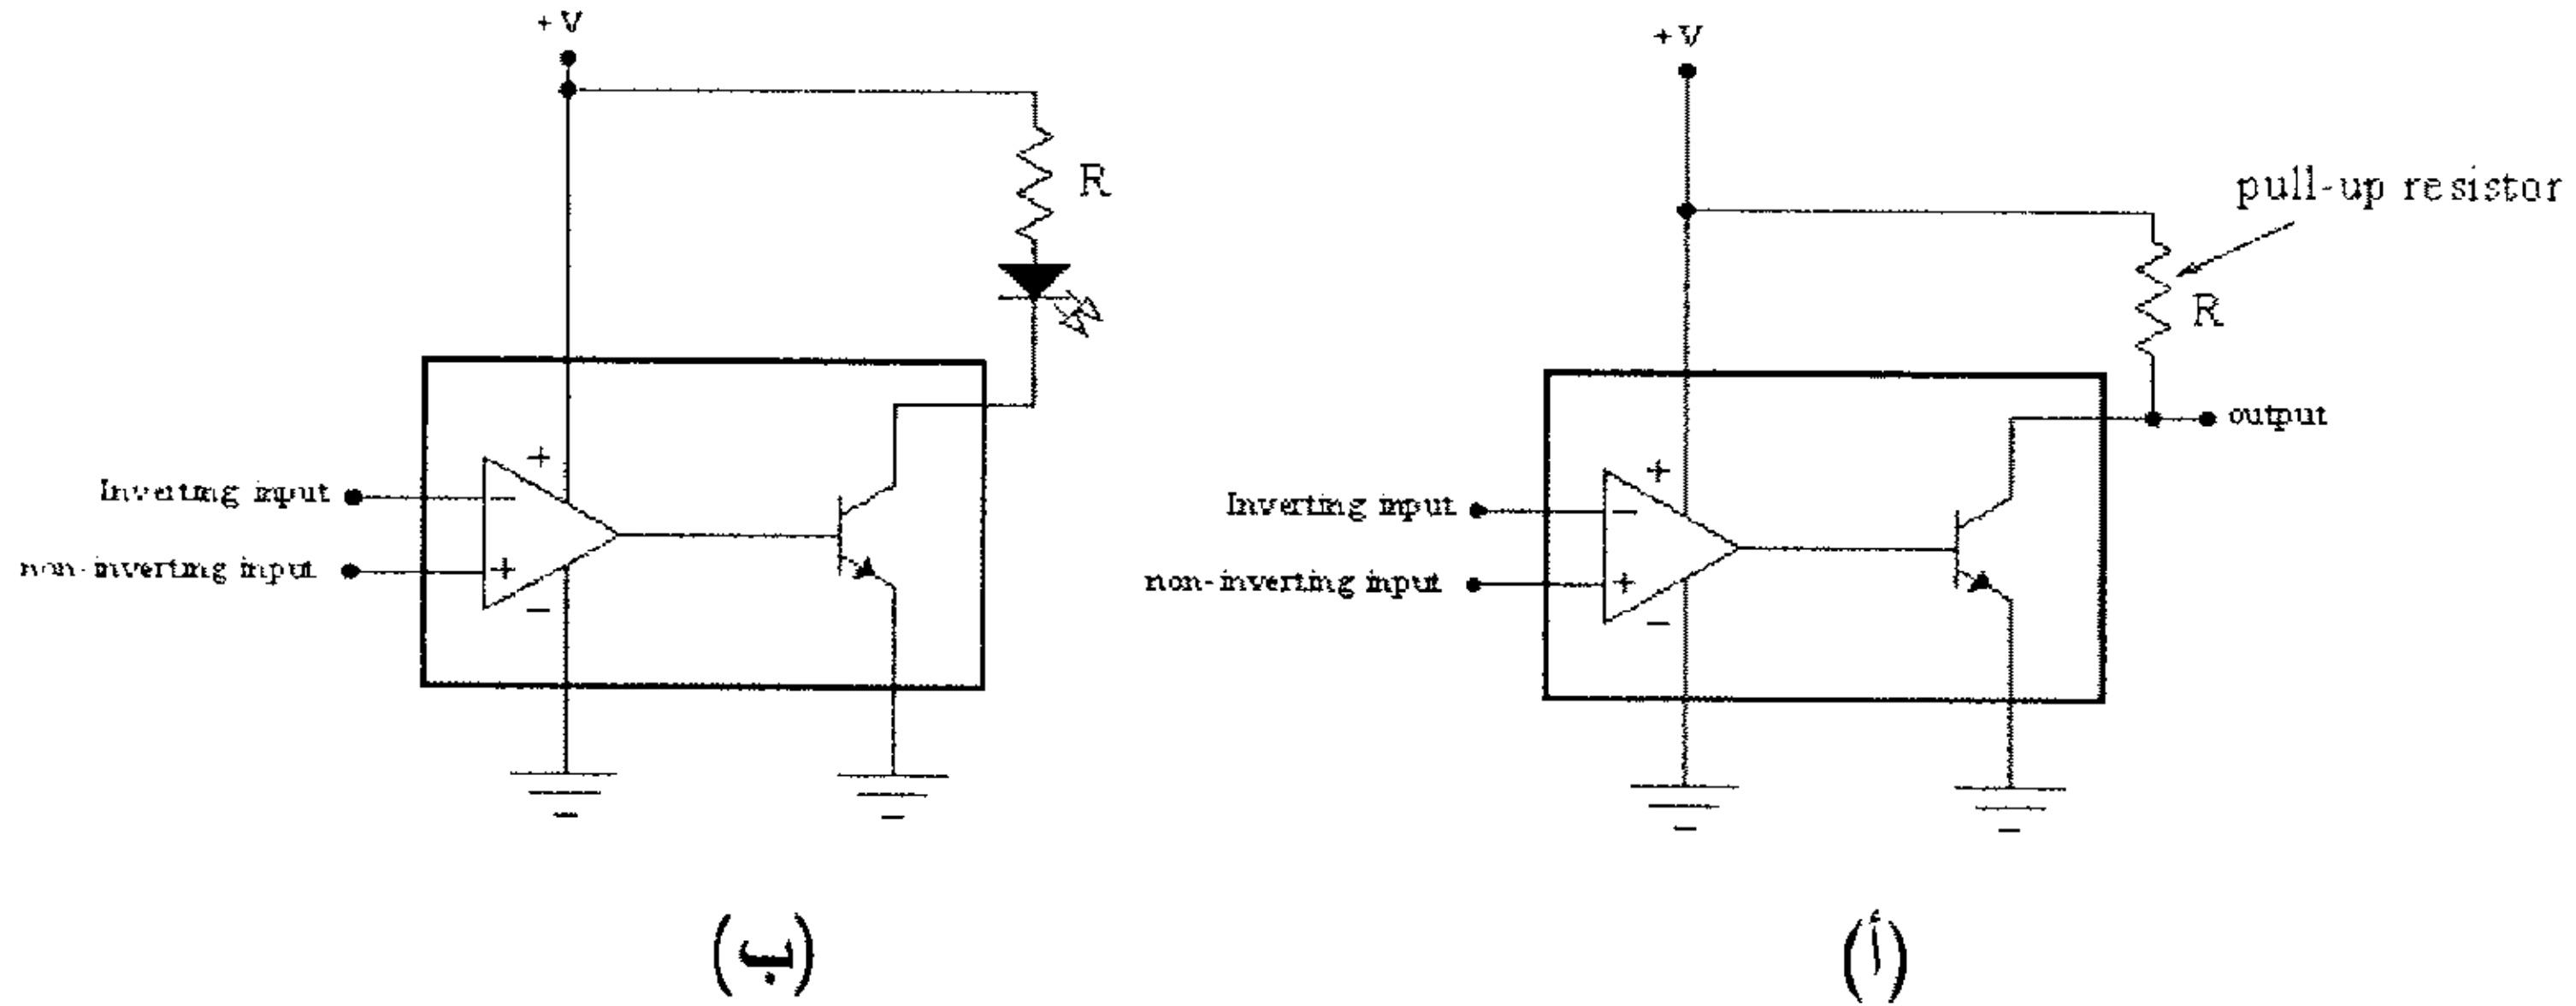 +V
R
+
Inverting input
−
non-inverting input
+
−
(ب)
+V
pull-up resistor
R
output
+
Inverting input
−
non-inverting input
+
−
(أ)